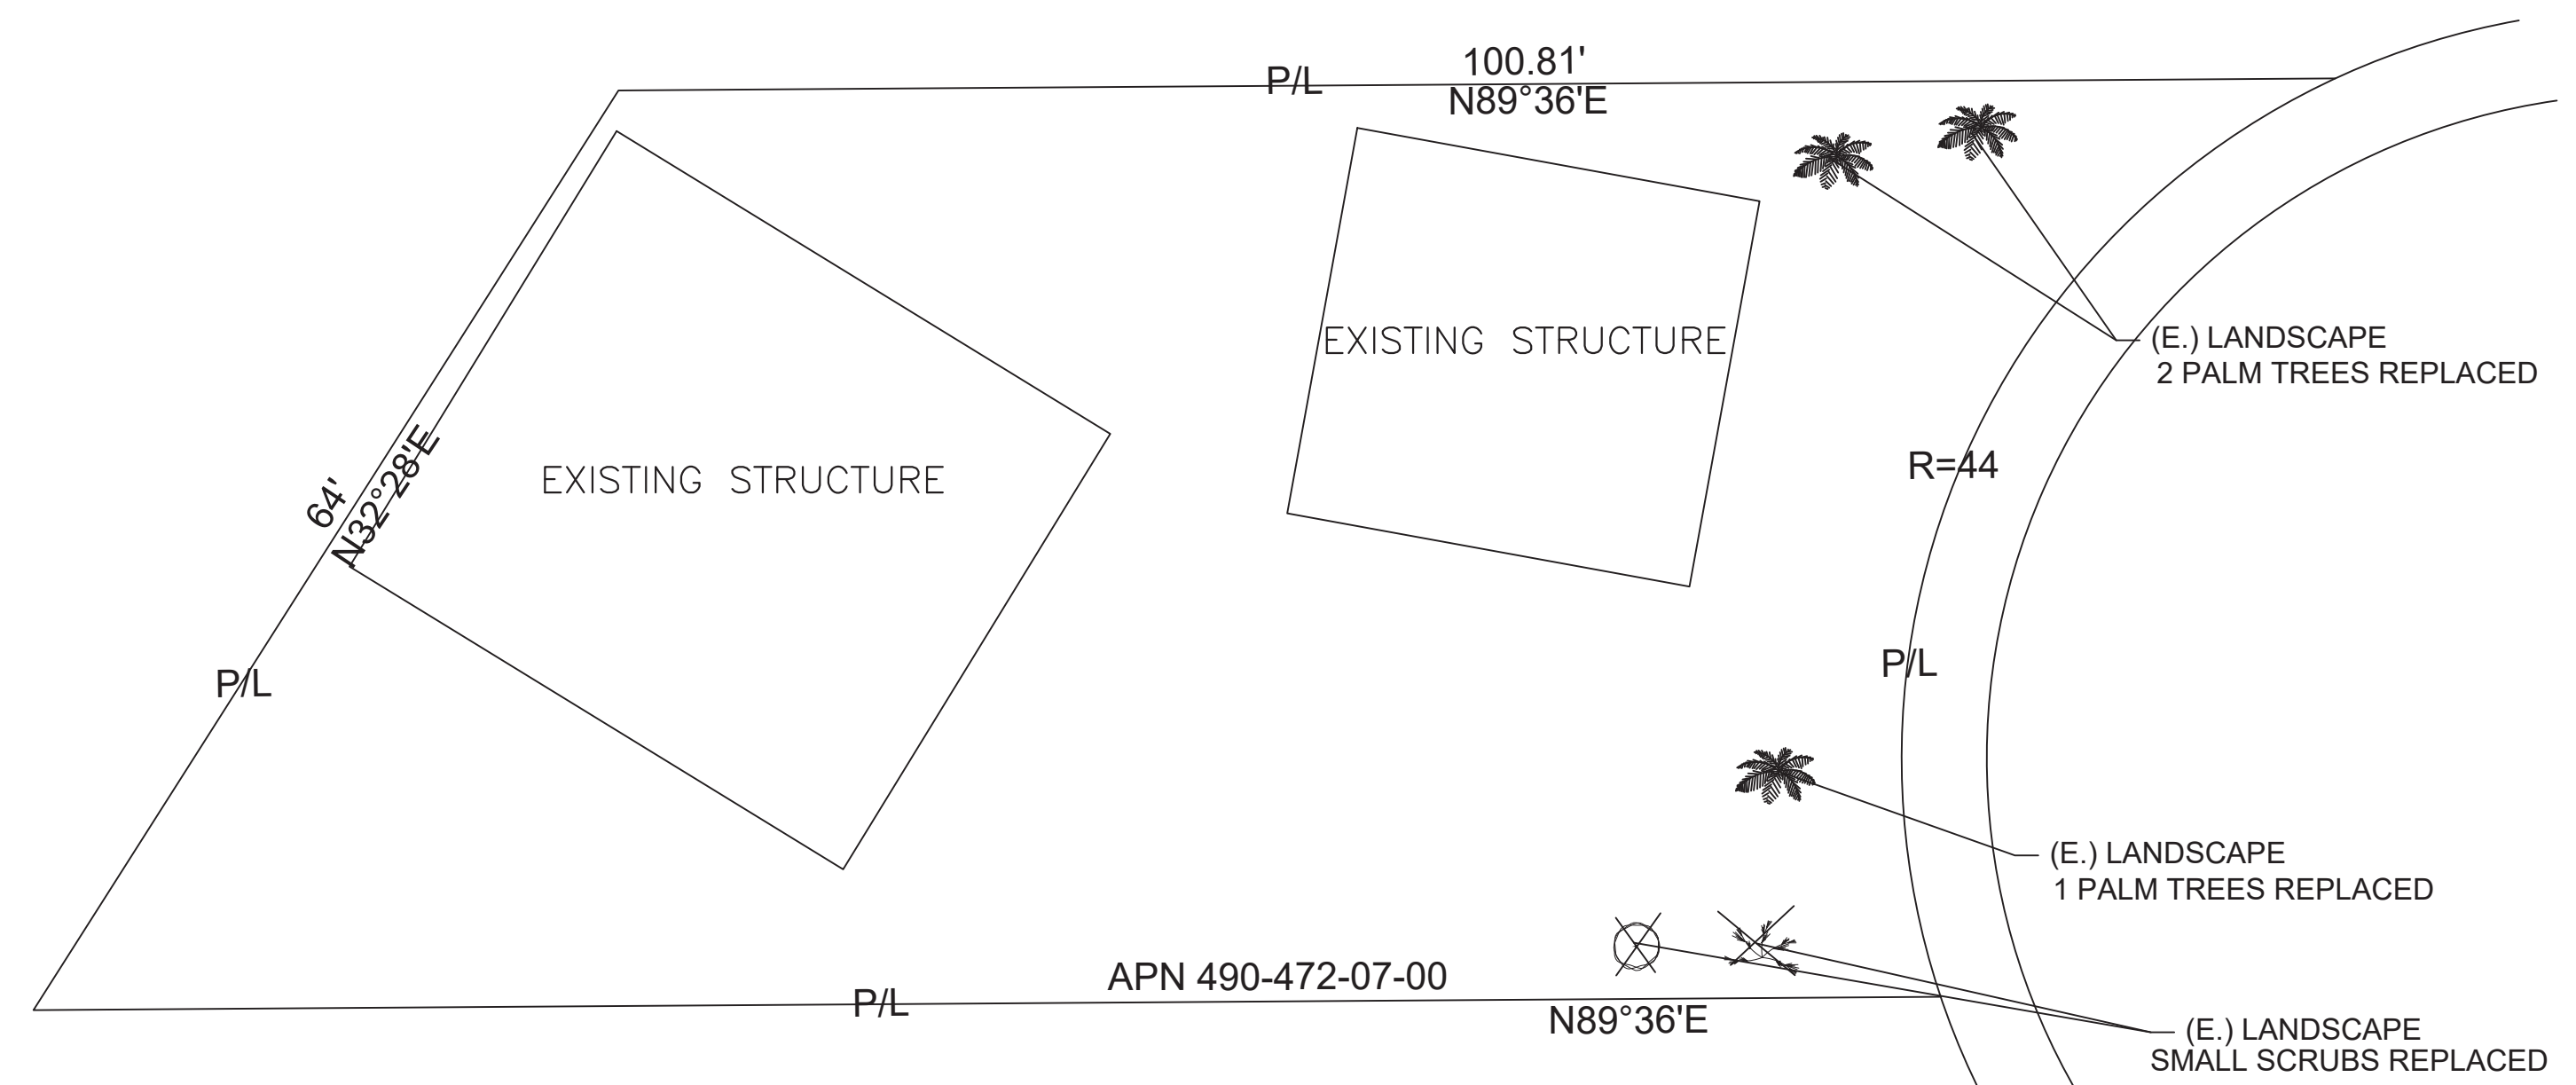 100.81'
P/L
N89°36'E
EXISTING STRUCTURE
(E.) LANDSCAPE
2 PALM TREES REPLACED
64'
N32°28'E
EXISTING STRUCTURE
R=44
P/L
P/L
(E.) LANDSCAPE
1 PALM TREES REPLACED
APN 490-472-07-00
P/L
N89°36'E
(E.) LANDSCAPE
SMALL SCRUBS REPLACED